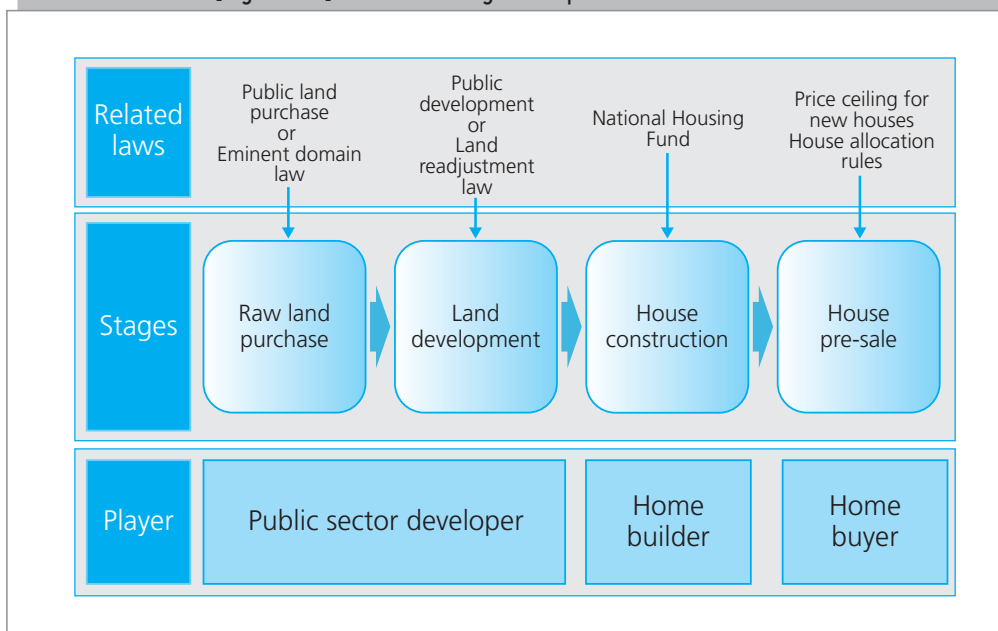 Related
laws
Public land
purchase
or
Eminent domain
law
Public
development
or
Land
readjustment
law
National Housing
Fund
Price ceiling for
new houses
House allocation
rules
Stages
Raw land
purchase
Land
development
House
construction
House
pre-sale
Player
Public sector developer
Home
builder
Home
buyer